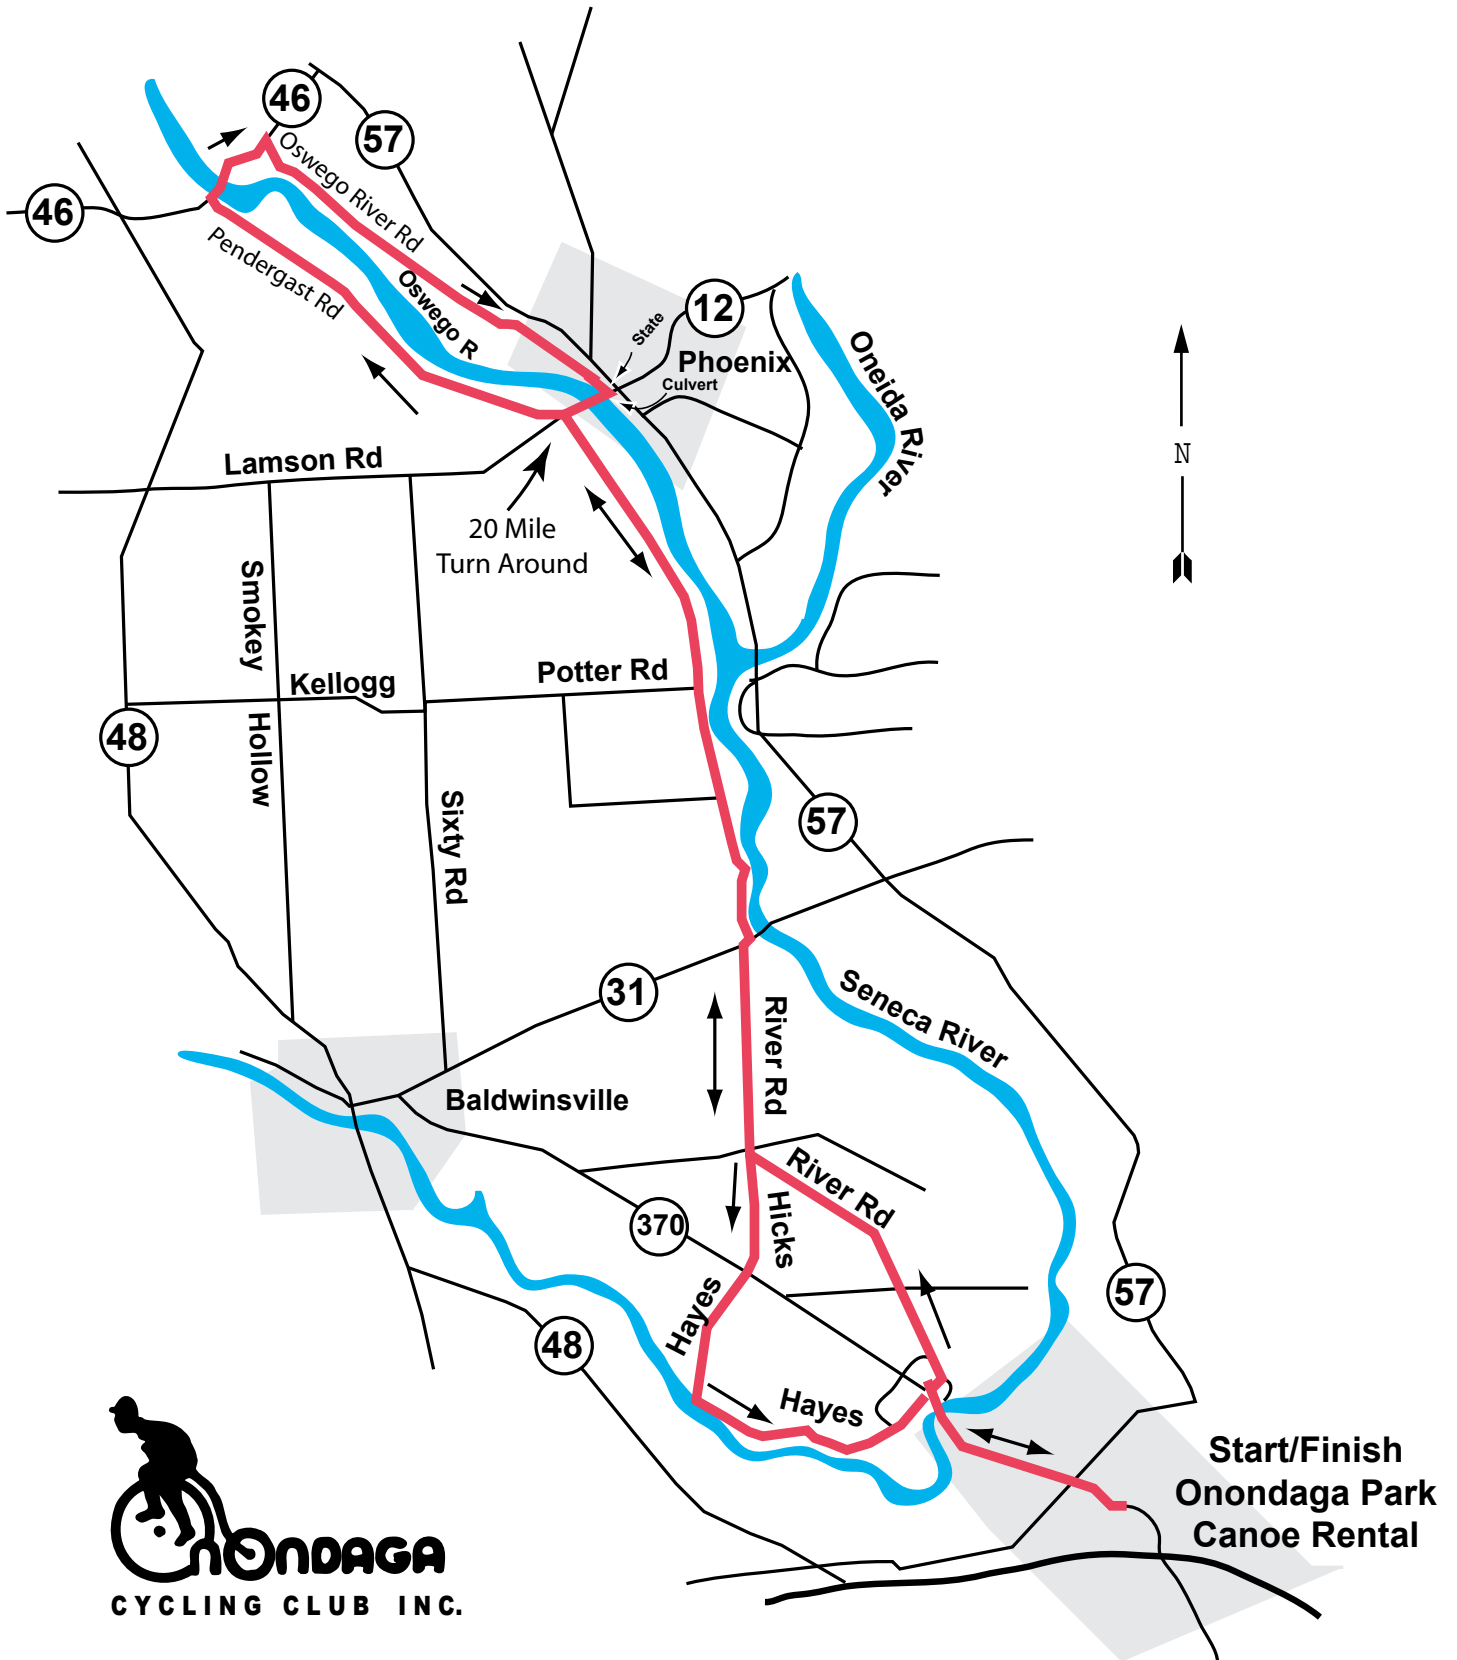 46
57
46
Oswego River Rd
Pendergast Rd
Oswego R
12
State
Phoenix
Culvert
Oneida River
N
Lamson Rd
20 Mile
Turn Around
Smokey
Hollow
Kellogg
Potter Rd
48
Sixty Rd
57
31
Seneca River
River Rd
Baldwinsville
River Rd
Hicks
370
Hayes
57
48
Hayes
Start/Finish
Onondaga Park
Canoe Rental
ONONDAGA
CYCLING CLUB INC.